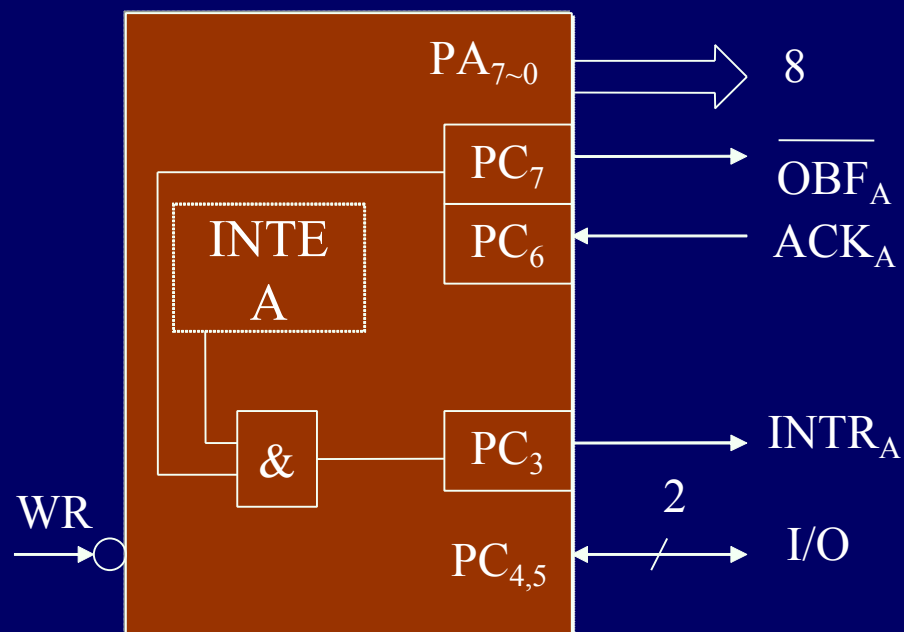 PA7~0
8
PC7
OBFA
INTE
A
PC6
ACKA
PC3
INTRA
&
2
WR
PC4,5
I/O